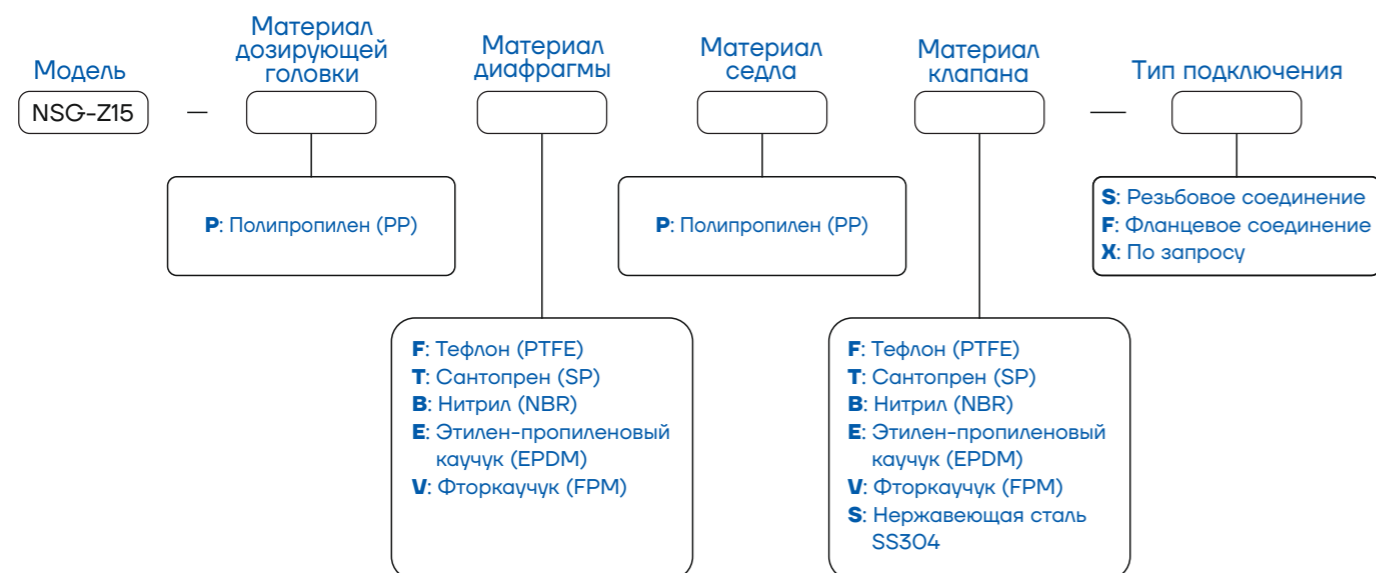 Модель
Материал
дозирующей
головки
Материал
диафрагмы
Материал
седла
Материал
клапана
Тип подключения
NSG-Z15 — —
P: Полипропилен (PP)
P: Полипропилен (PP)
S: Резьбовое соединение
F: Фланцевое соединение
X: По запросу
F: Тефлон (PTFE)
T: Сантопрен (SP)
B: Нитрил (NBR)
E: Этилен-пропиленовый
каучук (EPDM)
V: Фторкаучук (FPM)
F: Тефлон (PTFE)
T: Сантопрен (SP)
B: Нитрил (NBR)
E: Этилен-пропиленовый
каучук (EPDM)
V: Фторкаучук (FPM)
S: Нержавеющая сталь
SS304